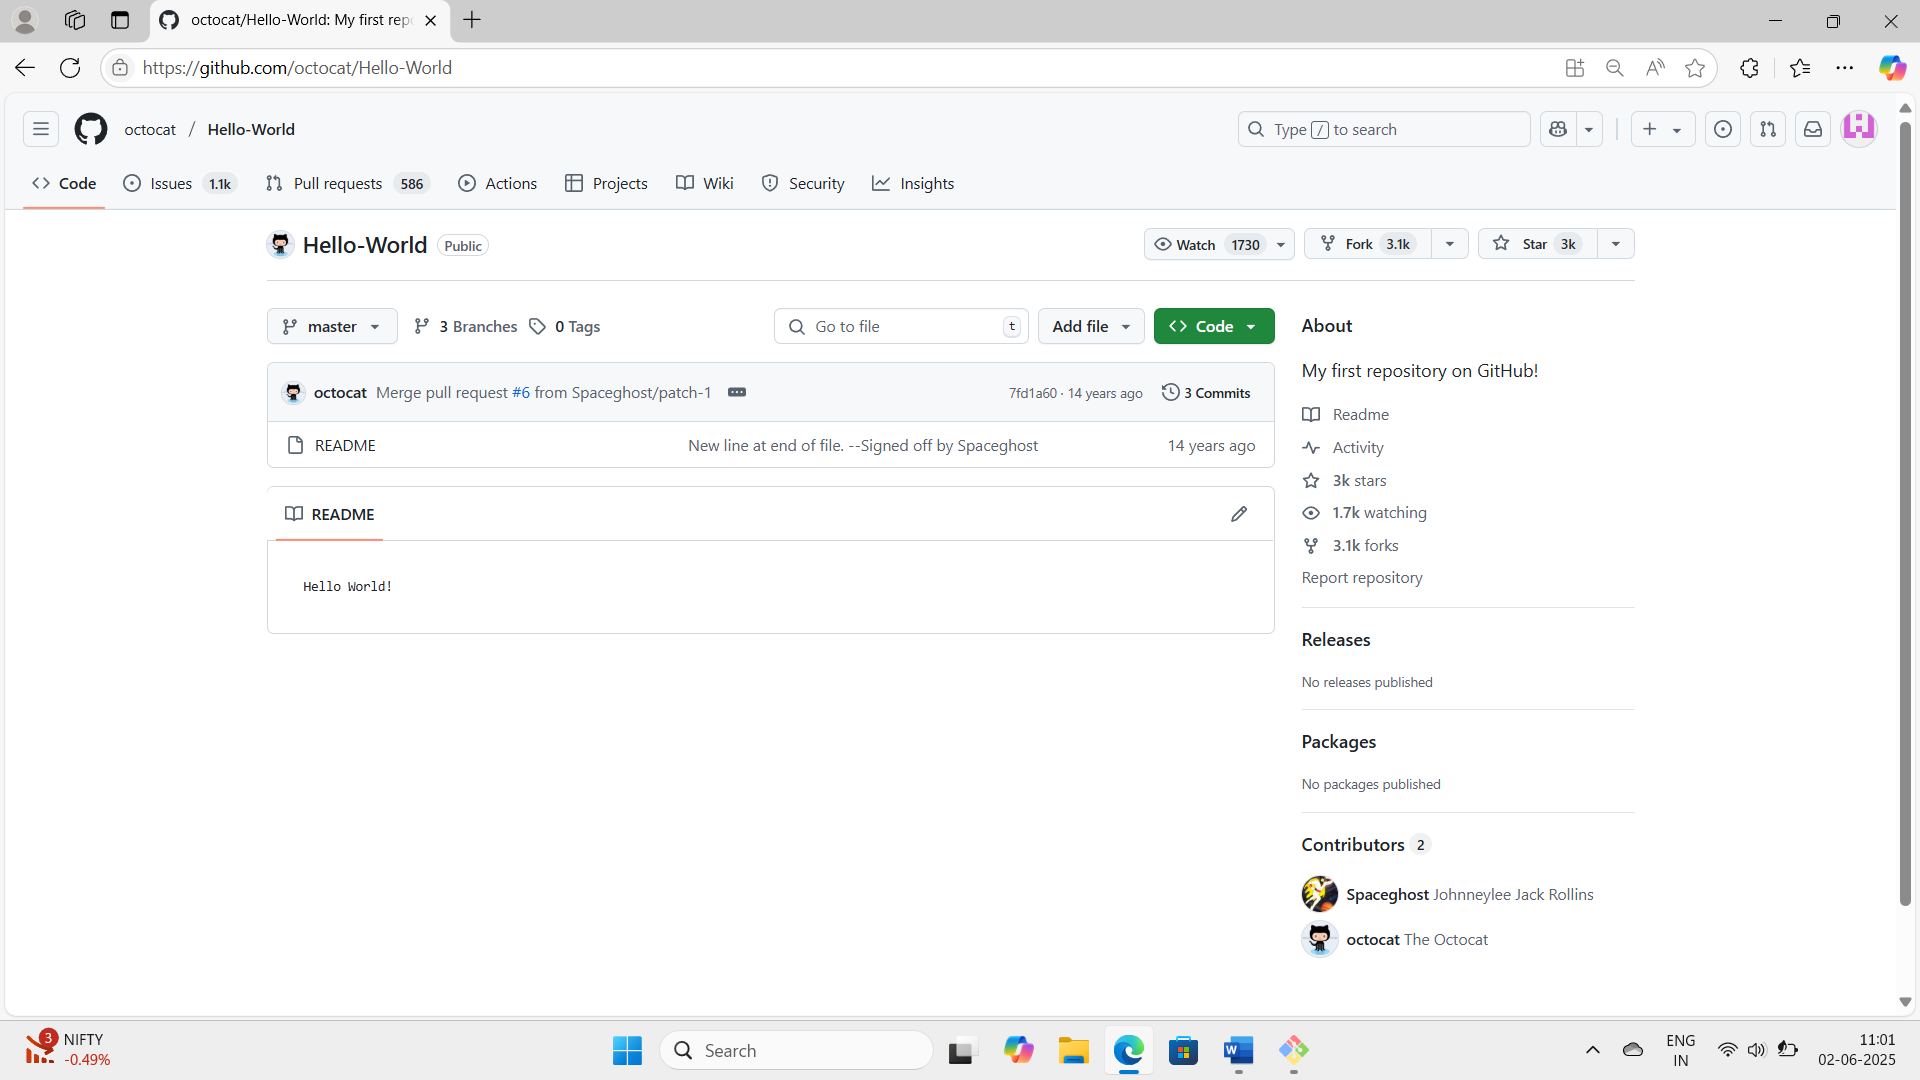 octocat/Hello-World: My first rep
https://github.com/octocat/Hello-World
octocat / Hello-World
Type / to search
Code
Issues 1.1k
Pull requests 586
Actions
Projects
Wiki
Security
Insights
Hello-World Public
Watch 1730
Fork 3.1k
Star 3k
master
3 Branches
0 Tags
Go to file t
Add file
Code
octocat Merge pull request #6 from Spaceghost/patch-1
7fd1a60 · 14 years ago
3 Commits
README
New line at end of file. --Signed off by Spaceghost
14 years ago
README
Hello World!
About
My first repository on GitHub!
Readme
Activity
3k stars
1.7k watching
3.1k forks
Report repository
Releases
No releases published
Packages
No packages published
Contributors 2
Spaceghost Johnneylee Jack Rollins
octocat The Octocat
3
NIFTY
-0.49%
Search
W
ENG
IN
11:01
02-06-2025